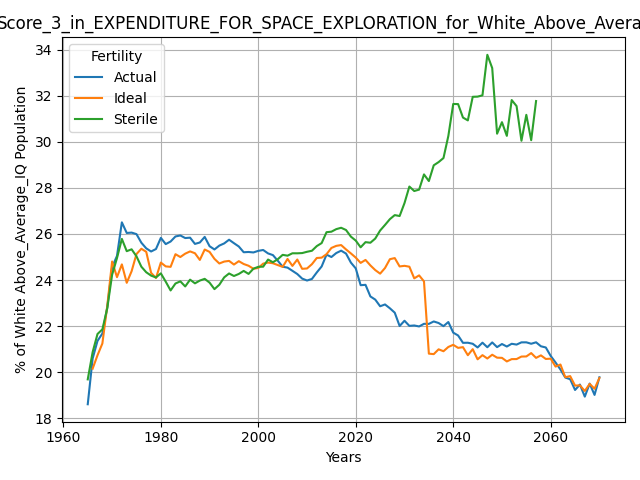 Score_3_in_EXPENDITURE_FOR_SPACE_EXPLORATION_for_White_Above_Avera
% of White Above_Average_IQ Population
34
32
30
28
26
24
22
20
18
Fertility
Actual
Ideal
Sterile
1960 1980 2000 2020 2040 2060
Years